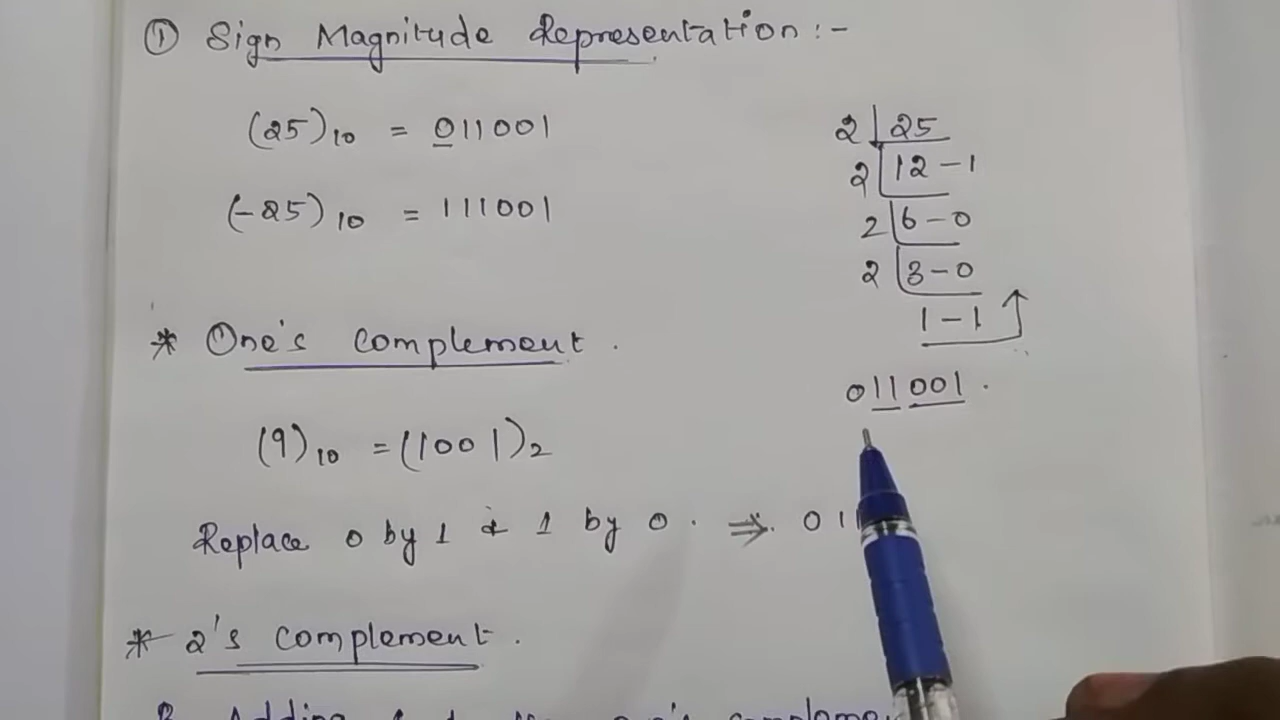 ① Sign Magnitude Representation :-
(25)10 = 011001
(-25)10 = 111001
2 25
2 12 - 1
2 6 - 0
2 3 - 0
1 - 1
011001 .
* One's complement .
(9)10 = (1001)2
Replace 0 by 1 & 1 by 0 . ⇒ 01
* 2's complement .
Adding one's